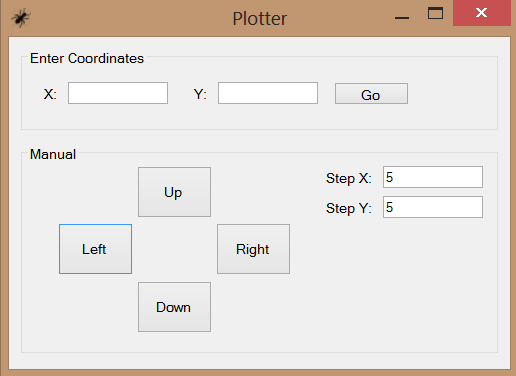 Plotter
Enter Coordinates
X: Y: Go
Manual
Up
Step X: 5
Step Y: 5
Left Right
Down